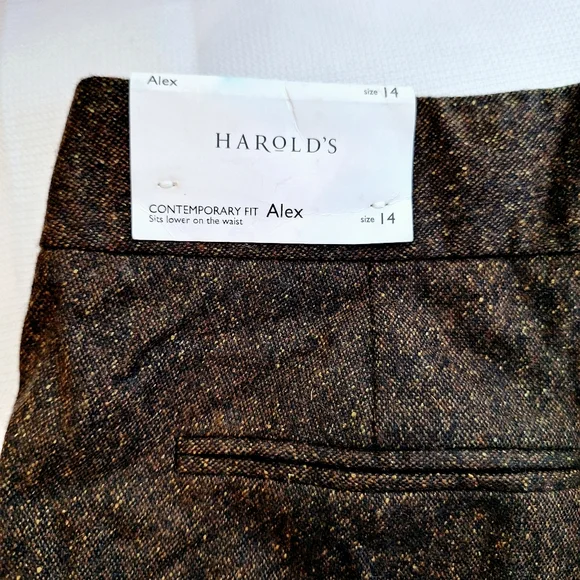 Alex size 14
HAROLD'S
CONTEMPORARY FIT Alex size 14
Sits lower on the waist